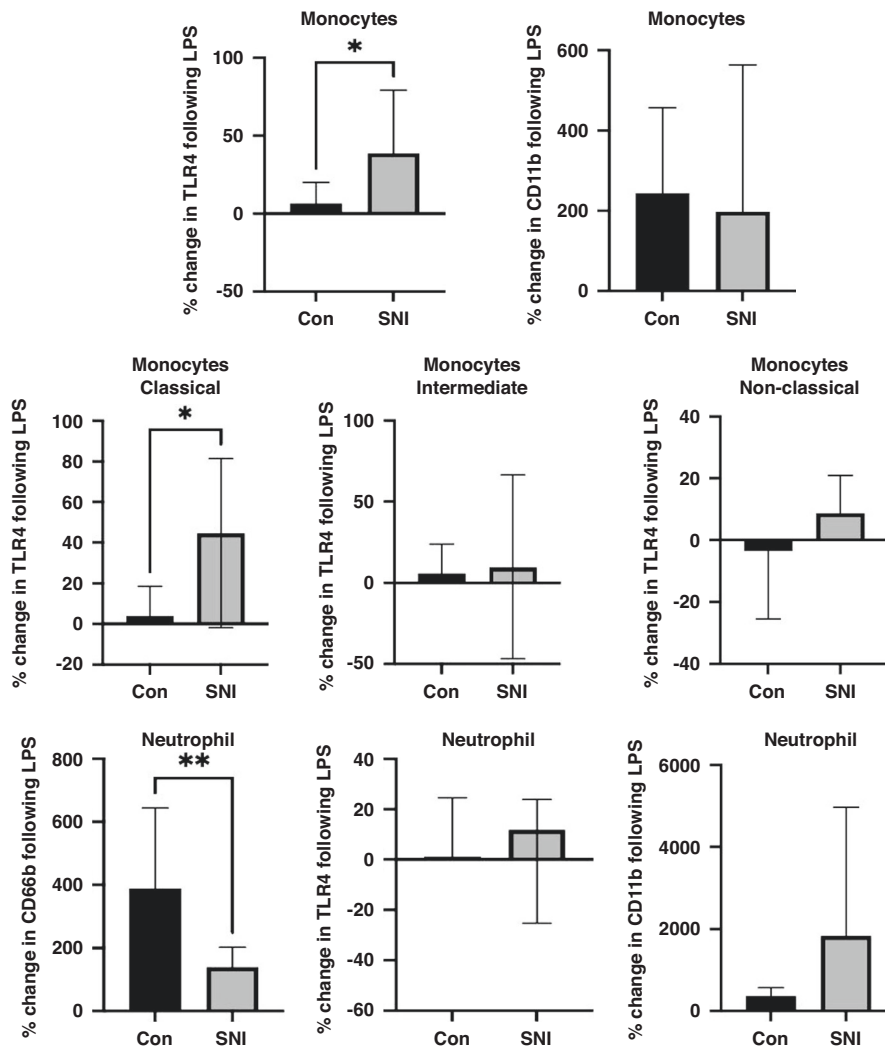 Monocytes
% change in TLR4 following LPS
100
50
0
-50
*
Con
SNI
Monocytes
% change in CD11b following LPS
600
400
200
0
Con
SNI
Monocytes
Classical
% change in TLR4 following LPS
100
80
60
40
20
0
-20
*
Con
SNI
Monocytes
Intermediate
% change in TLR4 following LPS
100
50
0
-50
Con
SNI
Monocytes
Non-classical
% change in TLR4 following LPS
40
20
0
-20
-40
Con
SNI
Neutrophil
% change in CD66b following LPS
800
600
400
200
0
**
Con
SNI
Neutrophil
% change in TLR4 following LPS
40
20
0
-20
-40
-60
Con
SNI
Neutrophil
% change in CD11b following LPS
6000
4000
2000
0
Con
SNI